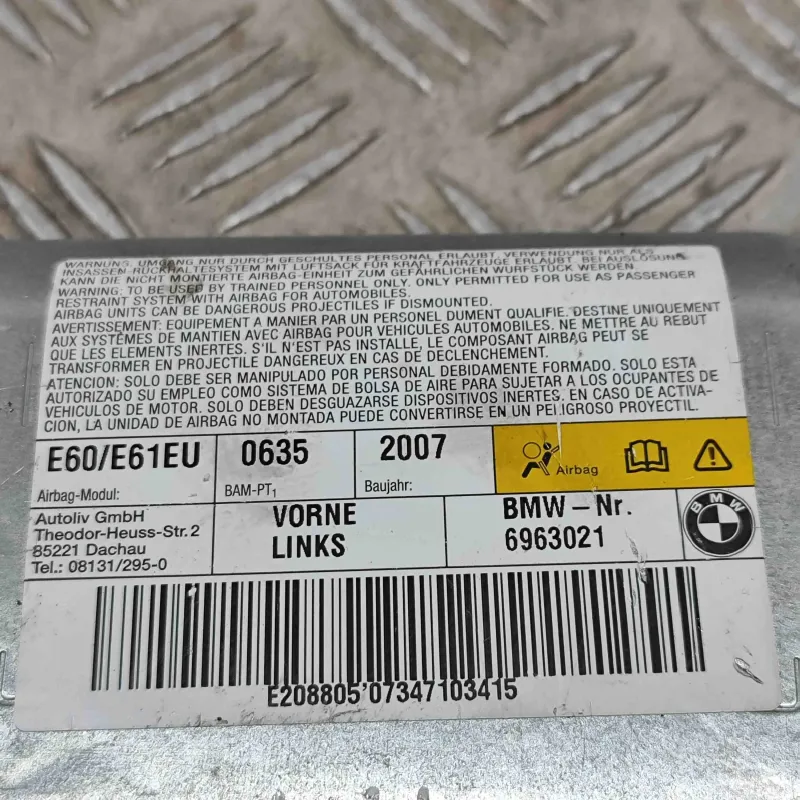 WARNUNG: UMGANG NUR DURCH GESCHULTES PERSONAL ERLAUBT. VERWENDUNG NUR ALS
INSASSEN-RÜCKHALTESYSTEM MIT LUFTSACK FÜR KRAFTFAHRZEUGE ERLAUBT. BEI AUSLÖSUNG
KANN DIE NICHT MONTIERTE AIRBAG-EINHEIT ZUM GEFÄHRLICHEN WURFSTÜCK WERDEN
WARNING: TO BE USED BY TRAINED PERSONNEL ONLY. ONLY PERMITTED FOR USE AS PASSENGER
RESTRAINT SYSTEM WITH AIRBAG FOR AUTOMOBILES.
AIRBAG UNITS CAN BE DANGEROUS PROJECTILES IF DISMOUNTED.
AVERTISSEMENT: EQUIPEMENT A MANIER PAR UN PERSONEL DUMENT QUALIFIE. DESTINE UNIQUEMENT
AUX SYSTÈMES DE MANTIEN AVEC AIRBAG POUR VEHICULES AUTOMOBILES. NE METTRE AU REBUT
QUE LES ELEMENTS INERTES. S'IL N'EST PAS INSTALLE, LE COMPOSANT AIRBAG PEUT SE
TRANSFORMER EN PROJECTILE DANGEREUX EN CAS DE DECLENCHEMENT.
ATENCION: SOLO DEBE SER MANIPULADO POR PERSONAL DEBIDAMENTE FORMADO. SOLO ESTA
AUTORIZADO SU EMPLEO COMO SISTEMA DE BOLSA DE AIRE PARA SUJETAR A LOS OCUPANTES DE
VEHICULOS DE MOTOR. SOLO DEBEN DESGUAZARSE DISPOSITIVOS INERTES. EN CASO DE ACTIVA-
CION, LA UNIDAD DE AIRBAG NO MONTADA PUEDE CONVERTIRSE EN UN PELIGROSO PROYECTIL.
E60/E61EU 0635 2007
Airbag-Modul: BAM-PT1 Baujahr: Airbag
Autoliv GmbH
Theodor-Heuss-Str.2
85221 Dachau
Tel.: 08131/295-0
VORNE
LINKS
BMW-Nr.
6963021
BMW
E208805'07347103415